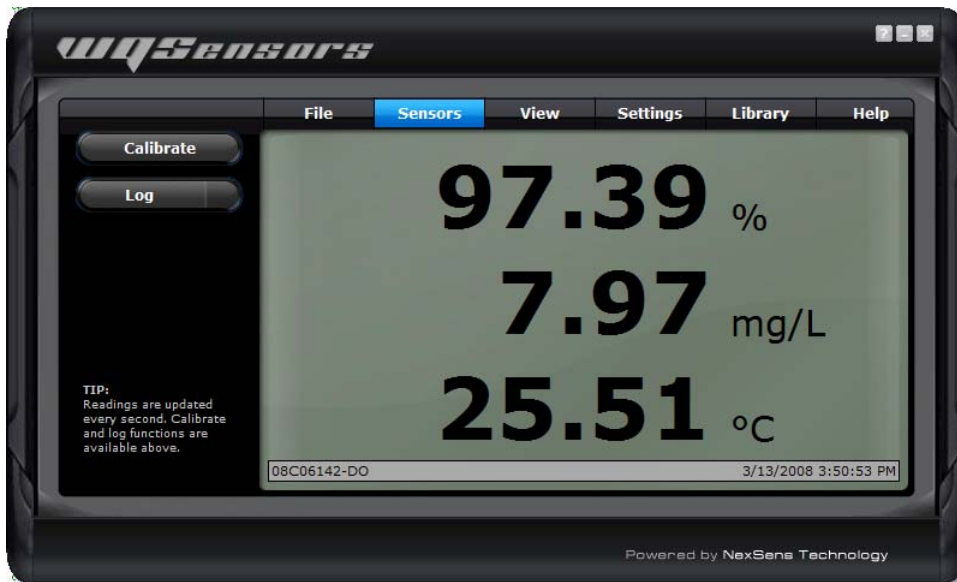 WQSensors
? - x
File Sensors View Settings Library Help
Calibrate
Log
97.39 %
7.97 mg/L
25.51 °C
TIP:
Readings are updated
every second. Calibrate
and log functions are
available above.
08C06142-DO 3/13/2008 3:50:53 PM
Powered by NexSens Technology